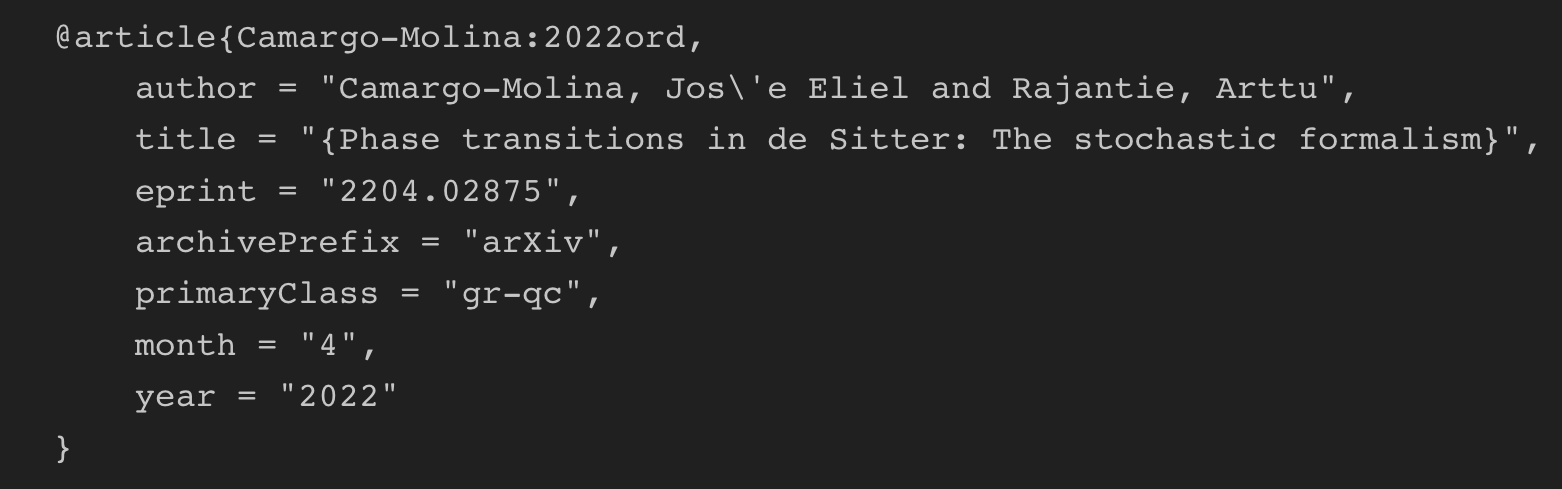 @article{Camargo-Molina:2022ord,
    author = "Camargo-Molina, Jos\'e Eliel and Rajantie, Arttu",
    title = "{Phase transitions in de Sitter: The stochastic formalism}",
    eprint = "2204.02875",
    archivePrefix = "arXiv",
    primaryClass = "gr-qc",
    month = "4",
    year = "2022"
}